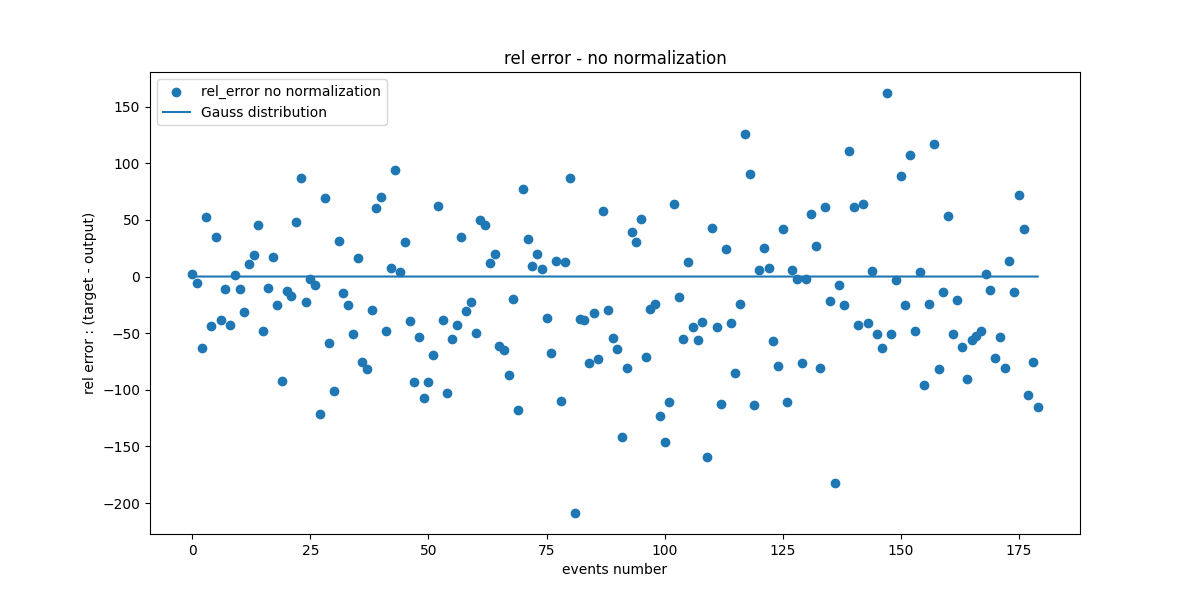 rel error - no normalization
rel_error no normalization
Gauss distribution
150
100
50
0
−50
−100
−150
−200
rel error : (target - output)
0 25 50 75 100 125 150 175
events number